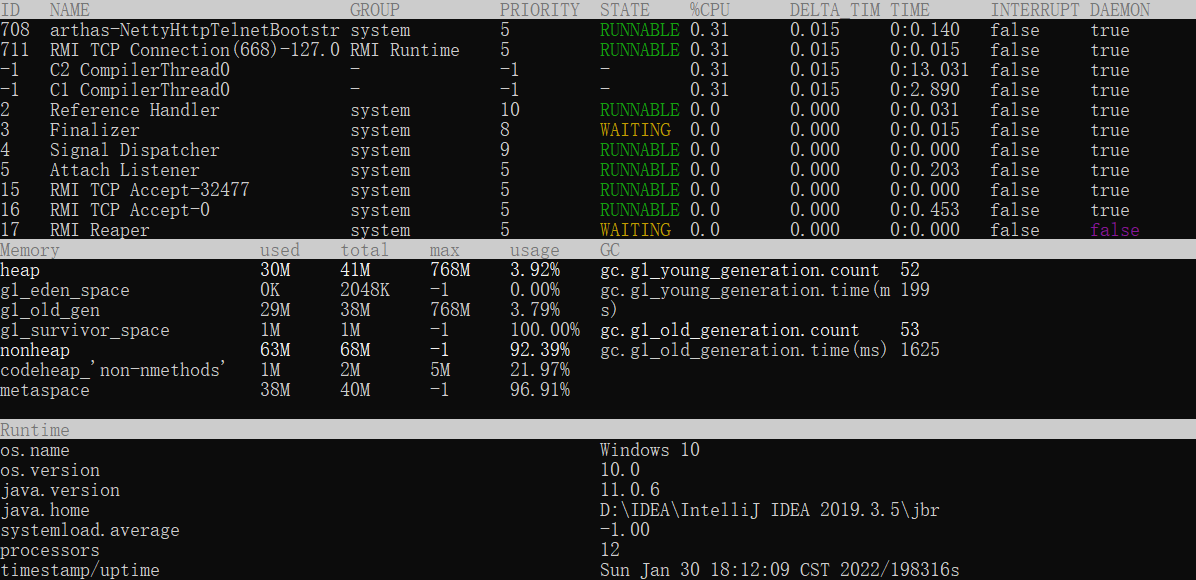 ID NAME GROUP PRIORITY STATE %CPU DELTA_TIM TIME INTERRUPT DAEMON
708 arthas-NettyHttpTelnetBootstr system 5 RUNNABLE 0.31 0.015 0:0.140 false true
711 RMI TCP Connection(668)-127.0 RMI Runtime 5 RUNNABLE 0.31 0.015 0:0.015 false true
-1 C2 CompilerThread0 - -1 - 0.31 0.015 0:13.031 false true
-1 C1 CompilerThread0 - -1 - 0.31 0.015 0:2.890 false true
2 Reference Handler system 10 RUNNABLE 0.0 0.000 0:0.031 false true
3 Finalizer system 8 WAITING 0.0 0.000 0:0.015 false true
4 Signal Dispatcher system 9 RUNNABLE 0.0 0.000 0:0.000 false true
5 Attach Listener system 5 RUNNABLE 0.0 0.000 0:0.203 false true
15 RMI TCP Accept-32477 system 5 RUNNABLE 0.0 0.000 0:0.000 false true
16 RMI TCP Accept-0 system 5 RUNNABLE 0.0 0.000 0:0.453 false true
17 RMI Reaper system 5 WAITING 0.0 0.000 0:0.000 false false
Memory used total max usage GC
heap 30M 41M 768M 3.92% gc.g1_young_generation.count 52
g1_eden_space 0K 2048K -1 0.00% gc.g1_young_generation.time(m 199
g1_old_gen 29M 38M 768M 3.79% s)
g1_survivor_space 1M 1M -1 100.00% gc.g1_old_generation.count 53
nonheap 63M 68M -1 92.39% gc.g1_old_generation.time(ms) 1625
codeheap_'non-nmethods' 1M 2M 5M 21.97%
metaspace 38M 40M -1 96.91%
Runtime
os.name Windows 10
os.version 10.0
java.version 11.0.6
java.home D:\IDEA\IntelliJ IDEA 2019.3.5\jbr
systemload.average -1.00
processors 12
timestamp/uptime Sun Jan 30 18:12:09 CST 2022/198316s